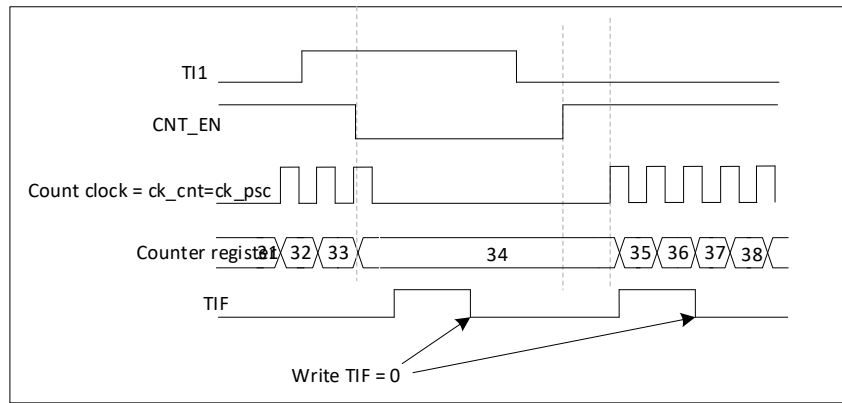 TI1
CNT_EN
Count clock = ck_cnt=ck_psc
Counter register 31 32 33 34 35 36 37 38
TIF
Write TIF = 0